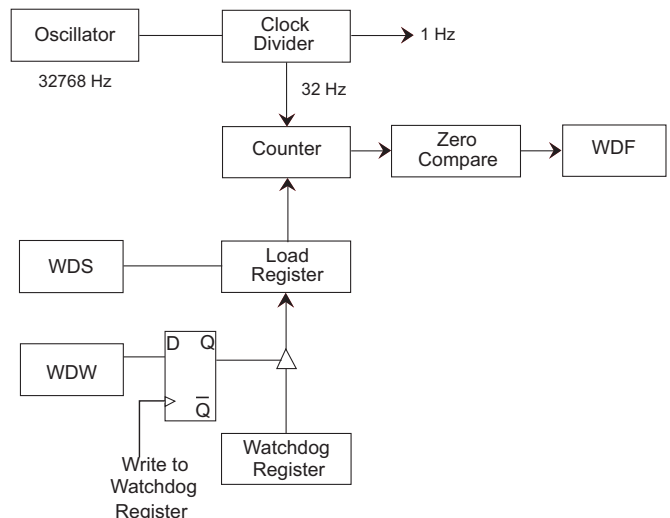 Oscillator
Clock
Divider
1 Hz
32768 Hz
32 Hz
Counter
Zero
Compare
WDF
WDS
Load
Register
WDW
D Q
Q̅
Watchdog
Register
Write to
Watchdog
Register